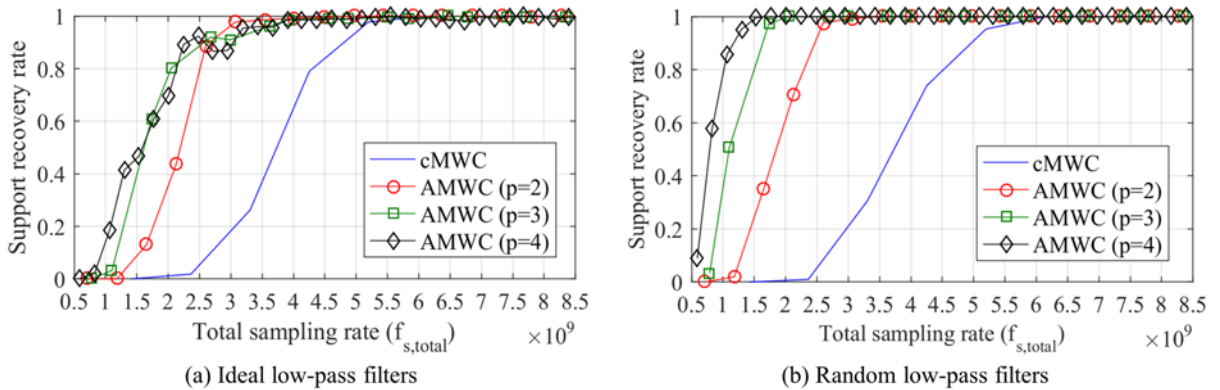 Support recovery rate
1
0.8
0.6
0.4
0.2
0
cMWC
AMWC (p=2)
AMWC (p=3)
AMWC (p=4)
0.5 1 1.5 2 2.5 3 3.5 4 4.5 5 5.5 6 6.5 7 7.5 8 8.5
Total sampling rate (f_s,total) ×10^9
(a) Ideal low-pass filters
Support recovery rate
1
0.8
0.6
0.4
0.2
0
cMWC
AMWC (p=2)
AMWC (p=3)
AMWC (p=4)
0.5 1 1.5 2 2.5 3 3.5 4 4.5 5 5.5 6 6.5 7 7.5 8 8.5
Total sampling rate (f_s,total) ×10^9
(b) Random low-pass filters